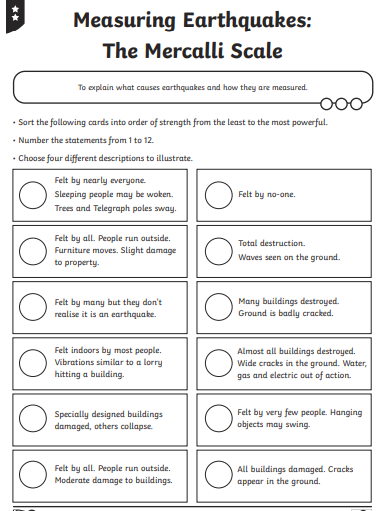 Measuring Earthquakes:
The Mercalli Scale
To explain what causes earthquakes and how they are measured.
• Sort the following cards into order of strength from the least to the most powerful.
• Number the statements from 1 to 12.
• Choose four different descriptions to illustrate.
Felt by nearly everyone.
Sleeping people may be woken.
Trees and Telegraph poles sway.
Felt by no-one.
Felt by all. People run outside.
Furniture moves. Slight damage
to property.
Total destruction.
Waves seen on the ground.
Felt by many but they don't
realise it is an earthquake.
Many buildings destroyed.
Ground is badly cracked.
Felt indoors by most people.
Vibrations similar to a lorry
hitting a building.
Almost all buildings destroyed.
Wide cracks in the ground. Water,
gas and electric out of action.
Specially designed buildings
damaged, others collapse.
Felt by very few people. Hanging
objects may swing.
Felt by all. People run outside.
Moderate damage to buildings.
All buildings damaged. Cracks
appear in the ground.